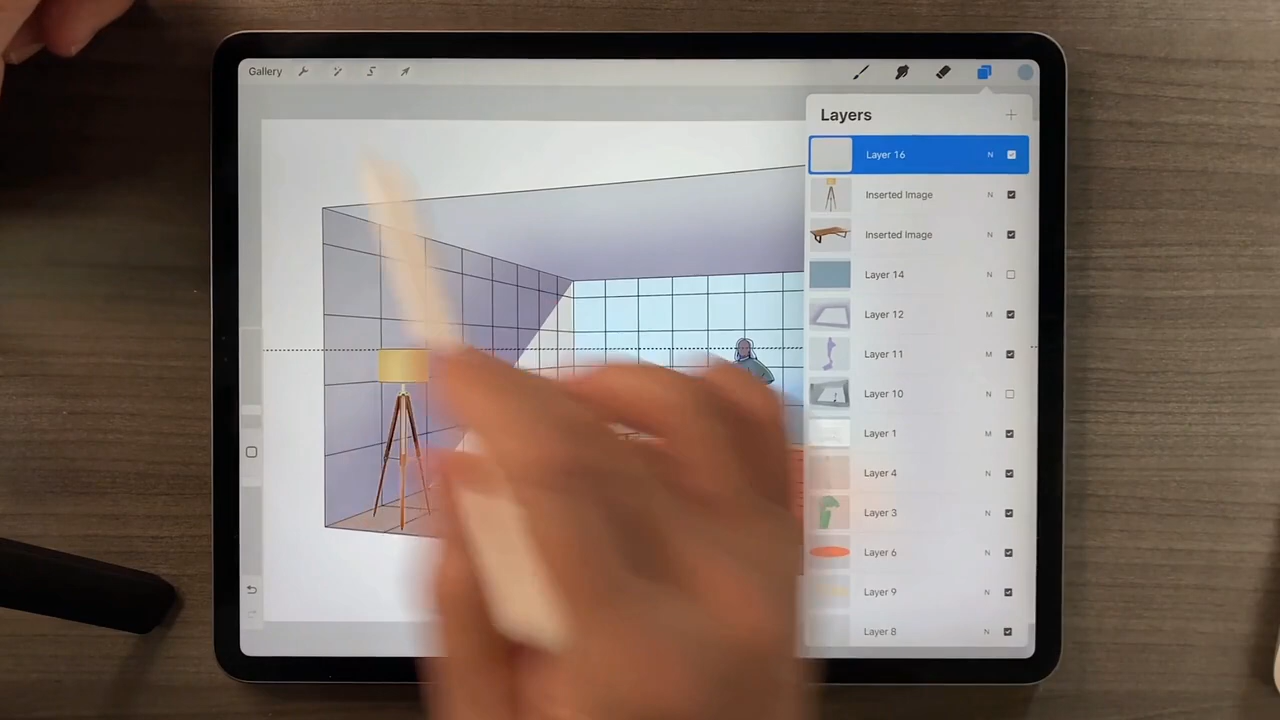 Gallery
Layers
Layer 16 N
Inserted Image N
Inserted Image N
Layer 14 N
Layer 12 M
Layer 11 M
Layer 10 N
Layer 1 M
Layer 4 N
Layer 3 N
Layer 6 N
Layer 9 N
Layer 8 N